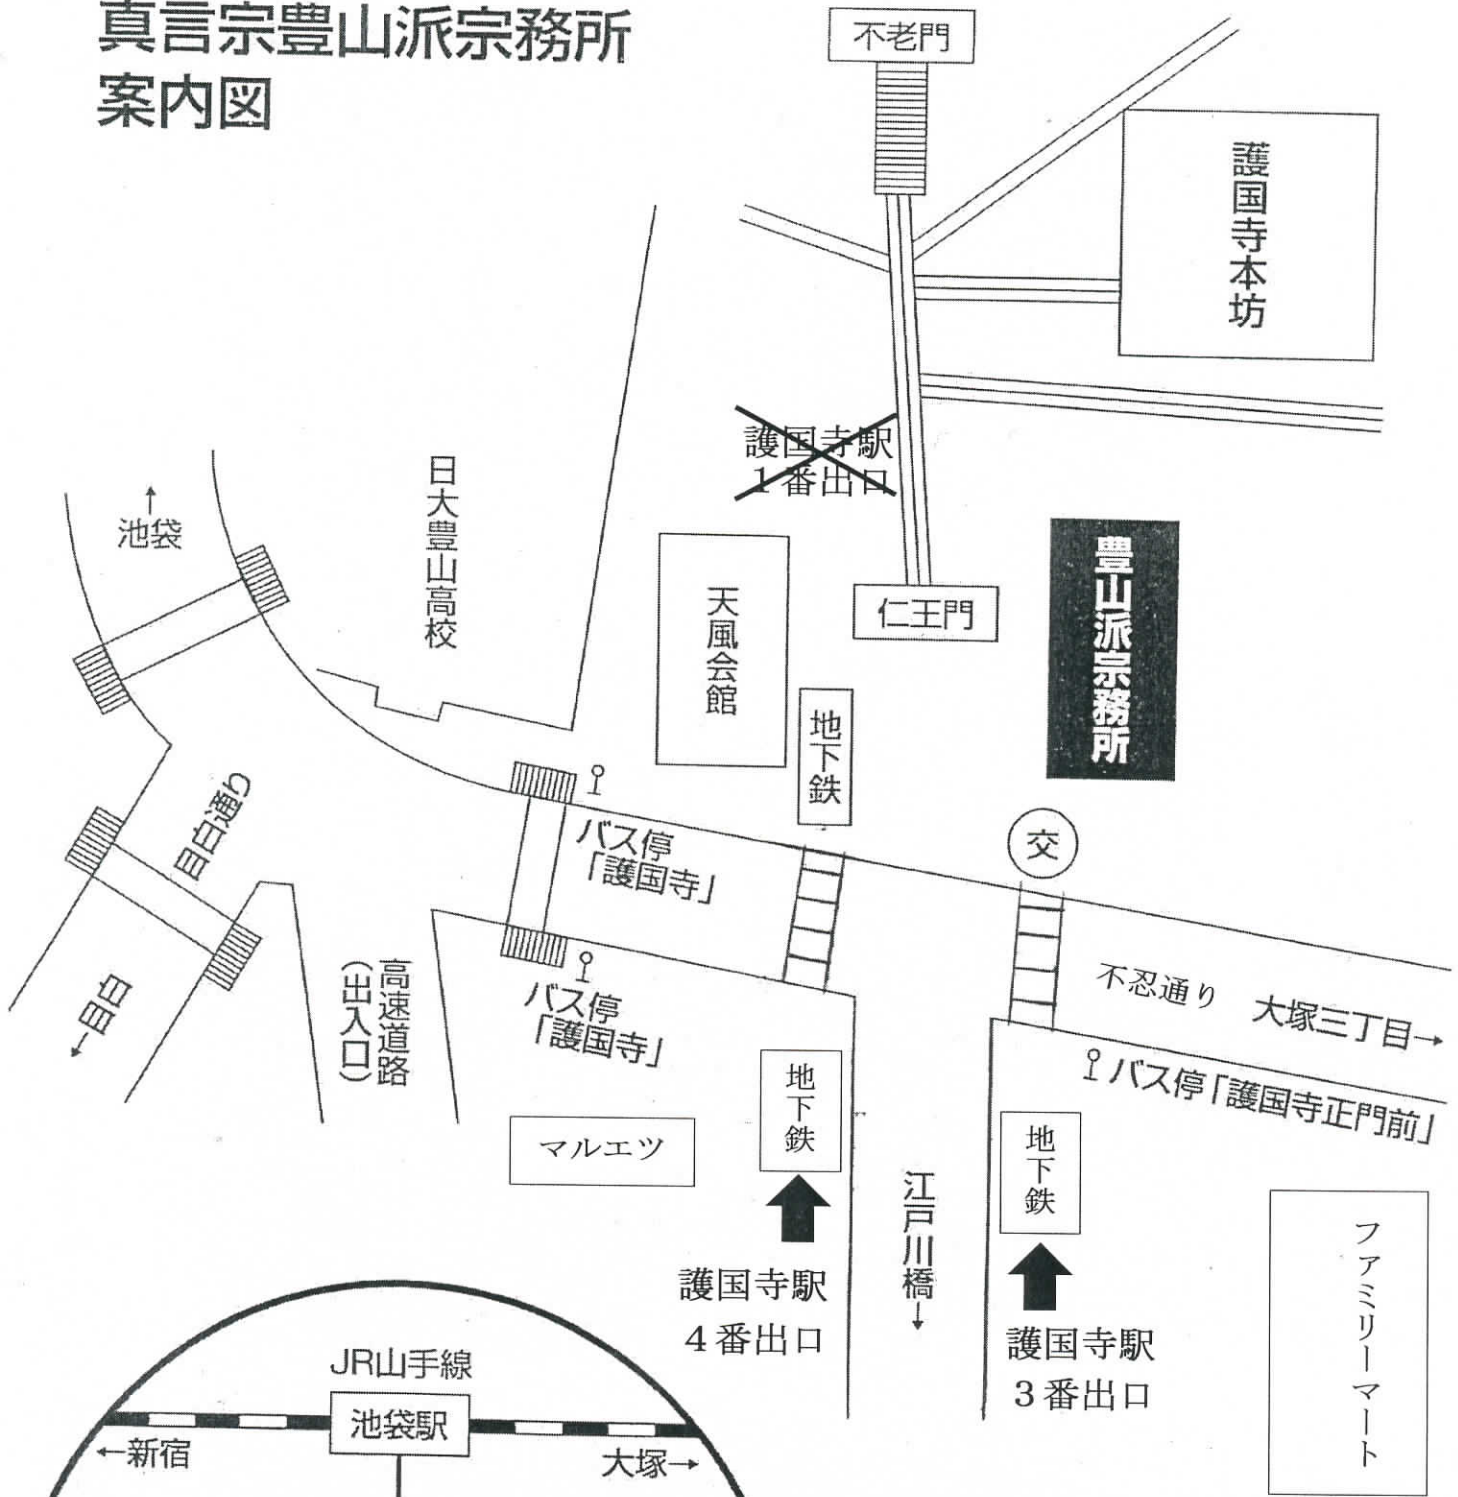 真言宗豊山派宗務所
案内図
不老門
護国寺本坊
護国寺駅
1番出口
日大豊山高校
↑
池袋
天風会館
仁王門
豊山派宗務所
地下鉄
交
目白通り
バス停
「護国寺」
←目白
高速道路
(出入口)
バス停
「護国寺」
不忍通り
大塚三丁目→
バス停「護国寺正門前」
マルエツ
地下鉄
地下鉄
江戸川橋→
護国寺駅
4番出口
護国寺駅
3番出口
ファミリーマート
JR山手線
池袋駅
←新宿
大塚→